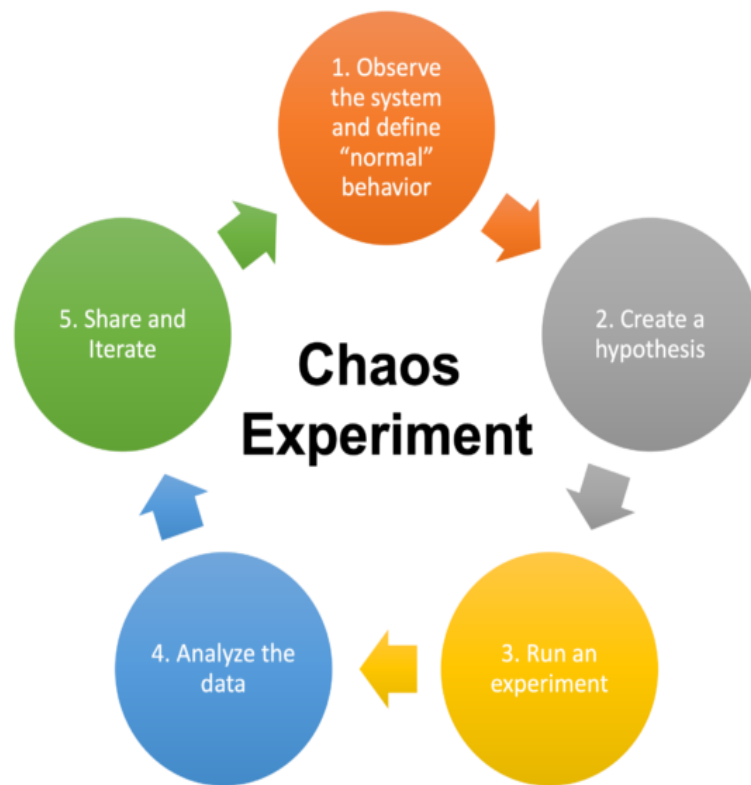 1. Observe
the system
and define
“normal”
behavior
2. Create a
hypothesis
3. Run an
experiment
4. Analyze the
data
5. Share and
Iterate
Chaos
Experiment